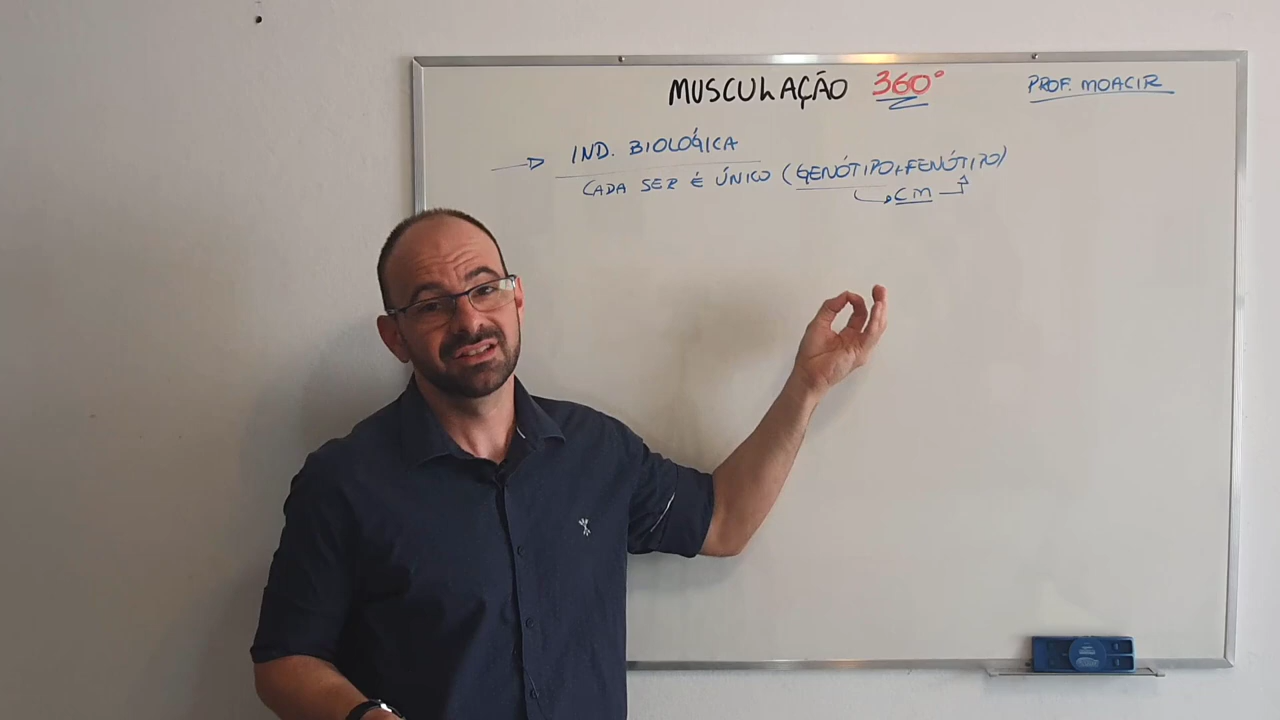 MUSCULAÇÃO 360°
PROF. MOACIR
→ IND. BIOLÓGICA
CADA SER É ÚNICO (GENÓTIPO+FENÓTIPO)
CM